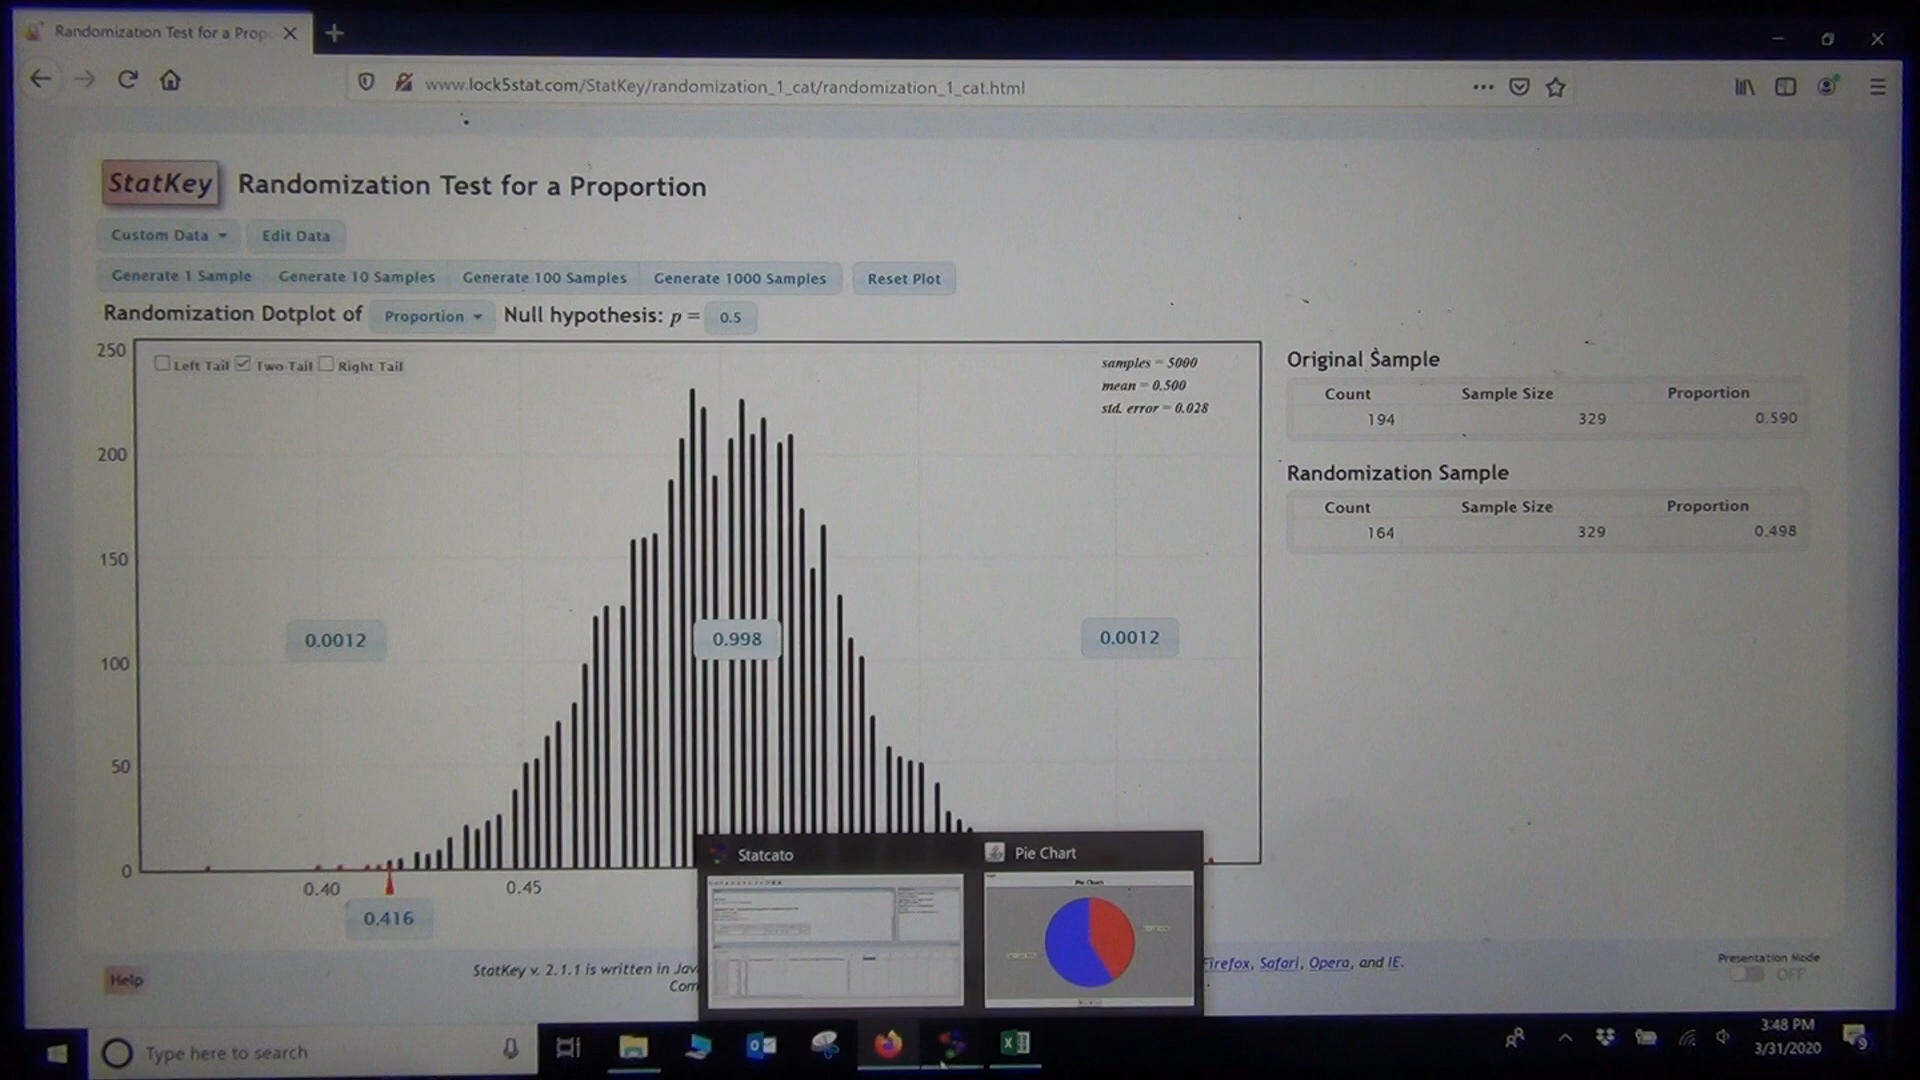 Randomization Test for a Prop
www.lock5stat.com/StatKey/randomization_1_cat/randomization_1_cat.html
StatKey Randomization Test for a Proportion
Custom Data Edit Data
Generate 1 Sample Generate 10 Samples Generate 100 Samples Generate 1000 Samples Reset Plot
Randomization Dotplot of Proportion Null hypothesis: p = 0.5
Left Tail Two-Tail Right Tail
samples = 5000
mean = 0.500
std. error = 0.028
250
200
150
100
50
0
0.0012 0.998 0.0012
0.40 0.45
0.416
Original Sample
Count Sample Size Proportion
194 329 0.590
Randomization Sample
Count Sample Size Proportion
164 329 0.498
Statcato Pie Chart
Pie Chart
Help
StatKey v. 2.1.1 is written in Jav
Com
Firefox, Safari, Opera, and IE.
Presentation Mode
OFF
Type here to search
3:48 PM
3/31/2020
9